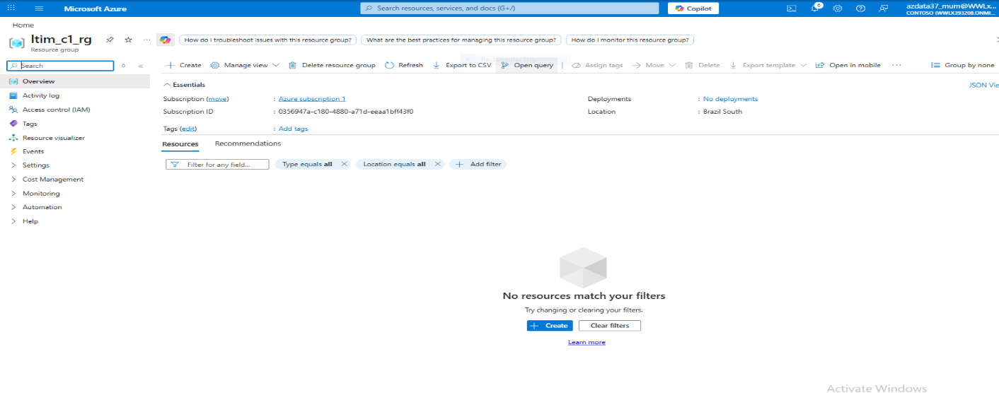 Microsoft Azure
Search resources, services, and docs (G+/)
Copilot
6
azdata37_mum@WWLx...
CONTOSO (WWLX393208.ONMI...
Home
ltim_c1_rg
Resource group
...
How do I troubleshoot issues with this resource group?
What are the best practices for managing this resource group?
How do I monitor this resource group?
Search
Create
Manage view
Delete resource group
Refresh
Export to CSV
Open query
Assign tags
Move
Delete
Export template
Open in mobile
...
Group by none
Overview
Activity log
Access control (IAM)
Tags
Resource visualizer
Events
Settings
Cost Management
Monitoring
Automation
Help
Essentials
JSON Vie
Subscription (move) : Azure subscription 1
Deployments : No deployments
Subscription ID : 0356947a-c180-4880-a71d-eeaa1bff43f0
Location : Brazil South
Tags (edit) : Add tags
Resources Recommendations
Filter for any field...
Type equals all
Location equals all
Add filter
No resources match your filters
Try changing or clearing your filters.
Create
Clear filters
Learn more
Activate Windows